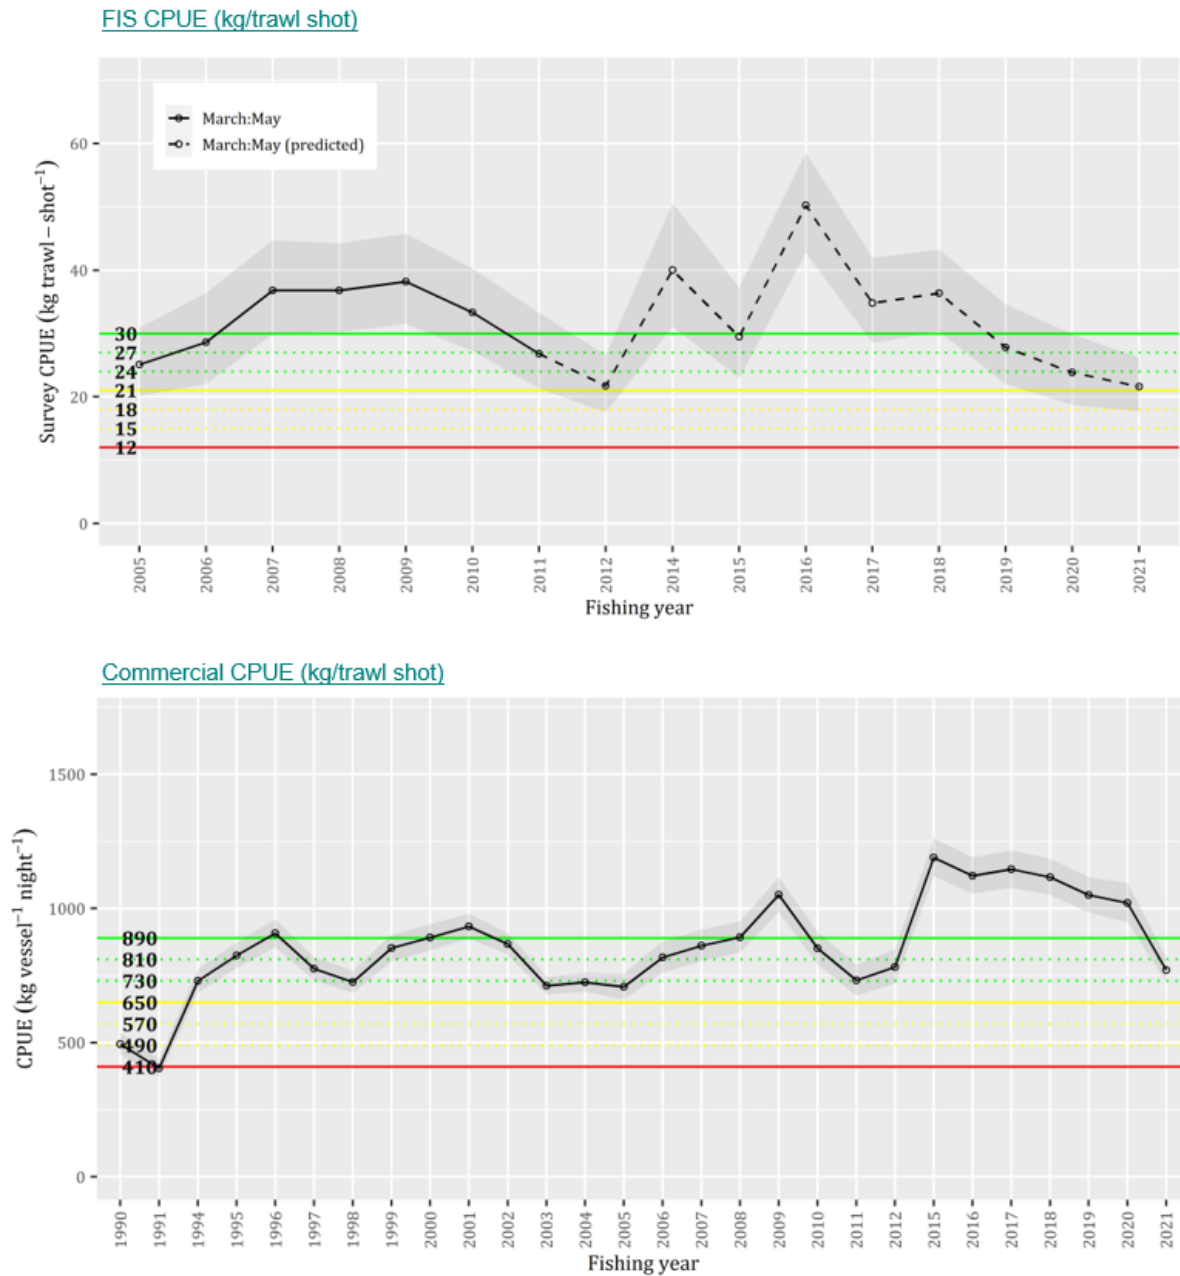 FIS CPUE (kg/trawl shot)
March:May
March:May (predicted)
60
40
20
0
30
27
24
21
18
15
12
Survey CPUE (kg trawl – shot⁻¹)
2005 2006 2007 2008 2009 2010 2011 2012 2014 2015 2016 2017 2018 2019 2020 2021
Fishing year
Commercial CPUE (kg/trawl shot)
1500
1000
500
0
890
810
730
650
570
490
410
CPUE (kg vessel⁻¹ night⁻¹)
1990 1991 1994 1995 1996 1997 1998 1999 2000 2001 2002 2003 2004 2005 2006 2007 2008 2009 2010 2011 2012 2015 2016 2017 2018 2019 2020 2021
Fishing year